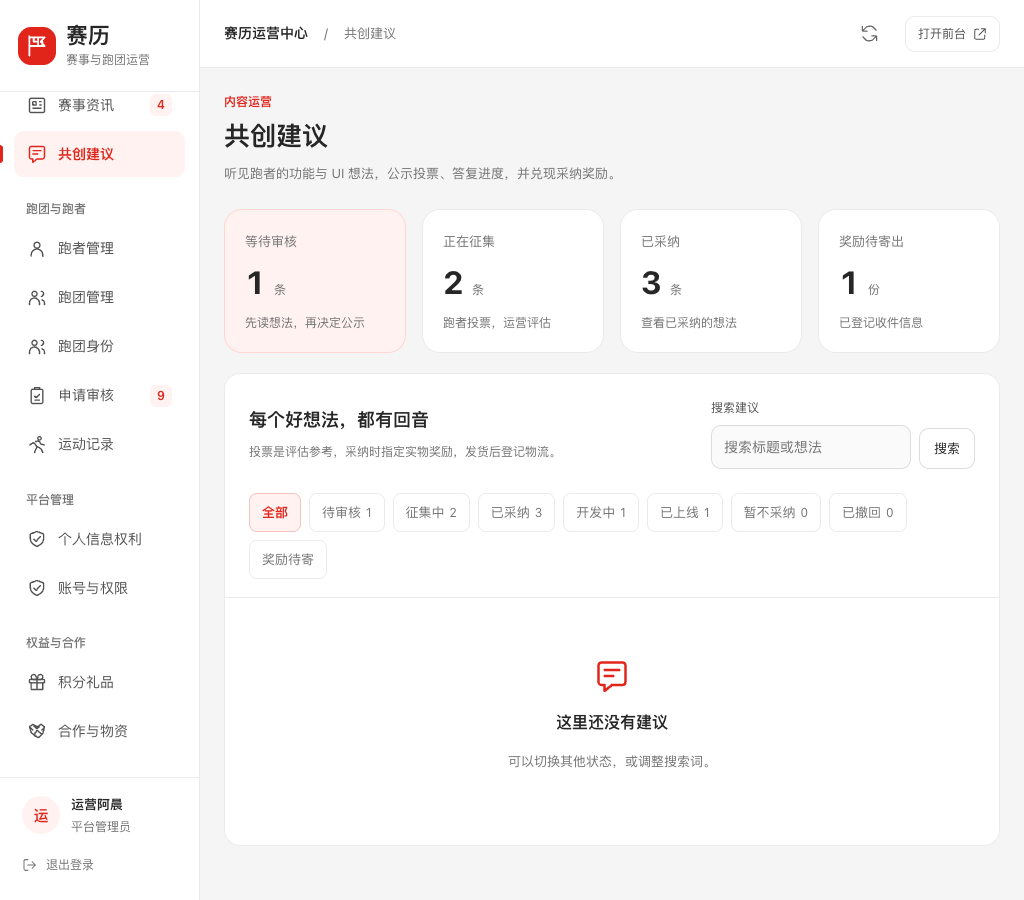 赛历
赛事与跑团运营
赛事资讯 4
共创建议
跑团与跑者
跑者管理
跑团管理
跑团身份
申请审核 9
运动记录
平台管理
个人信息权利
账号与权限
权益与合作
积分礼品
合作与物资
运
运营阿晨
平台管理员
退出登录
赛历运营中心 / 共创建议
打开前台
内容运营
共创建议
听见跑者的功能与 UI 想法，公示投票、答复进度，并兑现采纳奖励。
等待审核
1 条
先读想法，再决定公示
正在征集
2 条
跑者投票，运营评估
已采纳
3 条
查看已采纳的想法
奖励待寄出
1 份
已登记收件信息
每个好想法，都有回音
投票是评估参考，采纳时指定实物奖励，发货后登记物流。
搜索建议
搜索标题或想法
搜索
全部 待审核 1 征集中 2 已采纳 3 开发中 1 已上线 1 暂不采纳 0 已撤回 0
奖励待寄
这里还没有建议
可以切换其他状态，或调整搜索词。